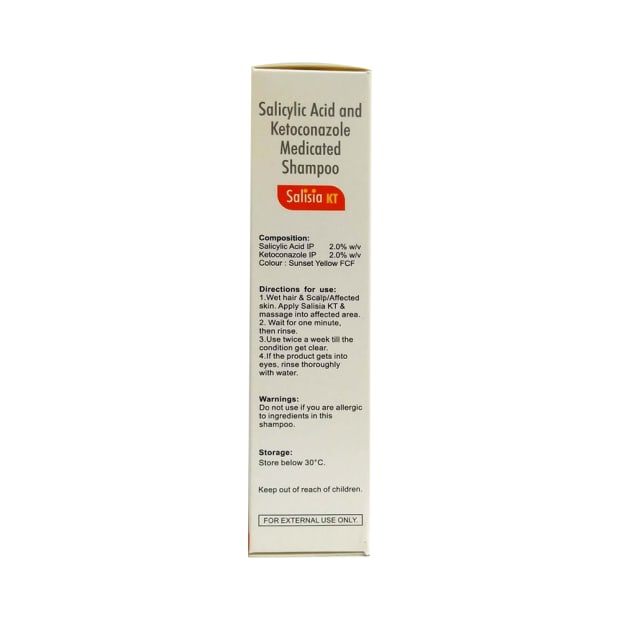 Salicylic Acid and
Ketoconazole
Medicated
Shampoo
Salisia KT
Composition:
Salicylic Acid IP 2.0% w/v
Ketoconazole IP 2.0% w/v
Colour : Sunset Yellow FCF
Directions for use:
1.Wet hair & Scalp/Affected
skin. Apply Salisia KT &
massage into affected area.
2. Wait for one minute,
then rinse.
3.Use twice a week till the
condition get clear.
4.If the product gets into
eyes, rinse thoroughly
with water.
Warnings:
Do not use if you are allergic
to ingredients in this
shampoo.
Storage:
Store below 30°C.
Keep out of reach of children.
FOR EXTERNAL USE ONLY.